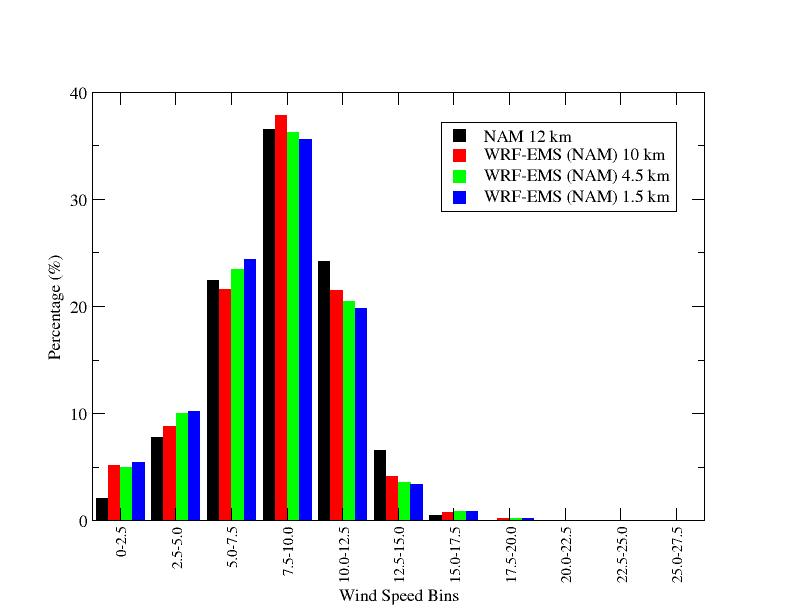 40
30
20
10
0
Percentage (%)
NAM 12 km
WRF-EMS (NAM) 10 km
WRF-EMS (NAM) 4.5 km
WRF-EMS (NAM) 1.5 km
0-2.5
2.5-5.0
5.0-7.5
7.5-10.0
10.0-12.5
12.5-15.0
15.0-17.5
17.5-20.0
20.0-22.5
22.5-25.0
25.0-27.5
Wind Speed Bins